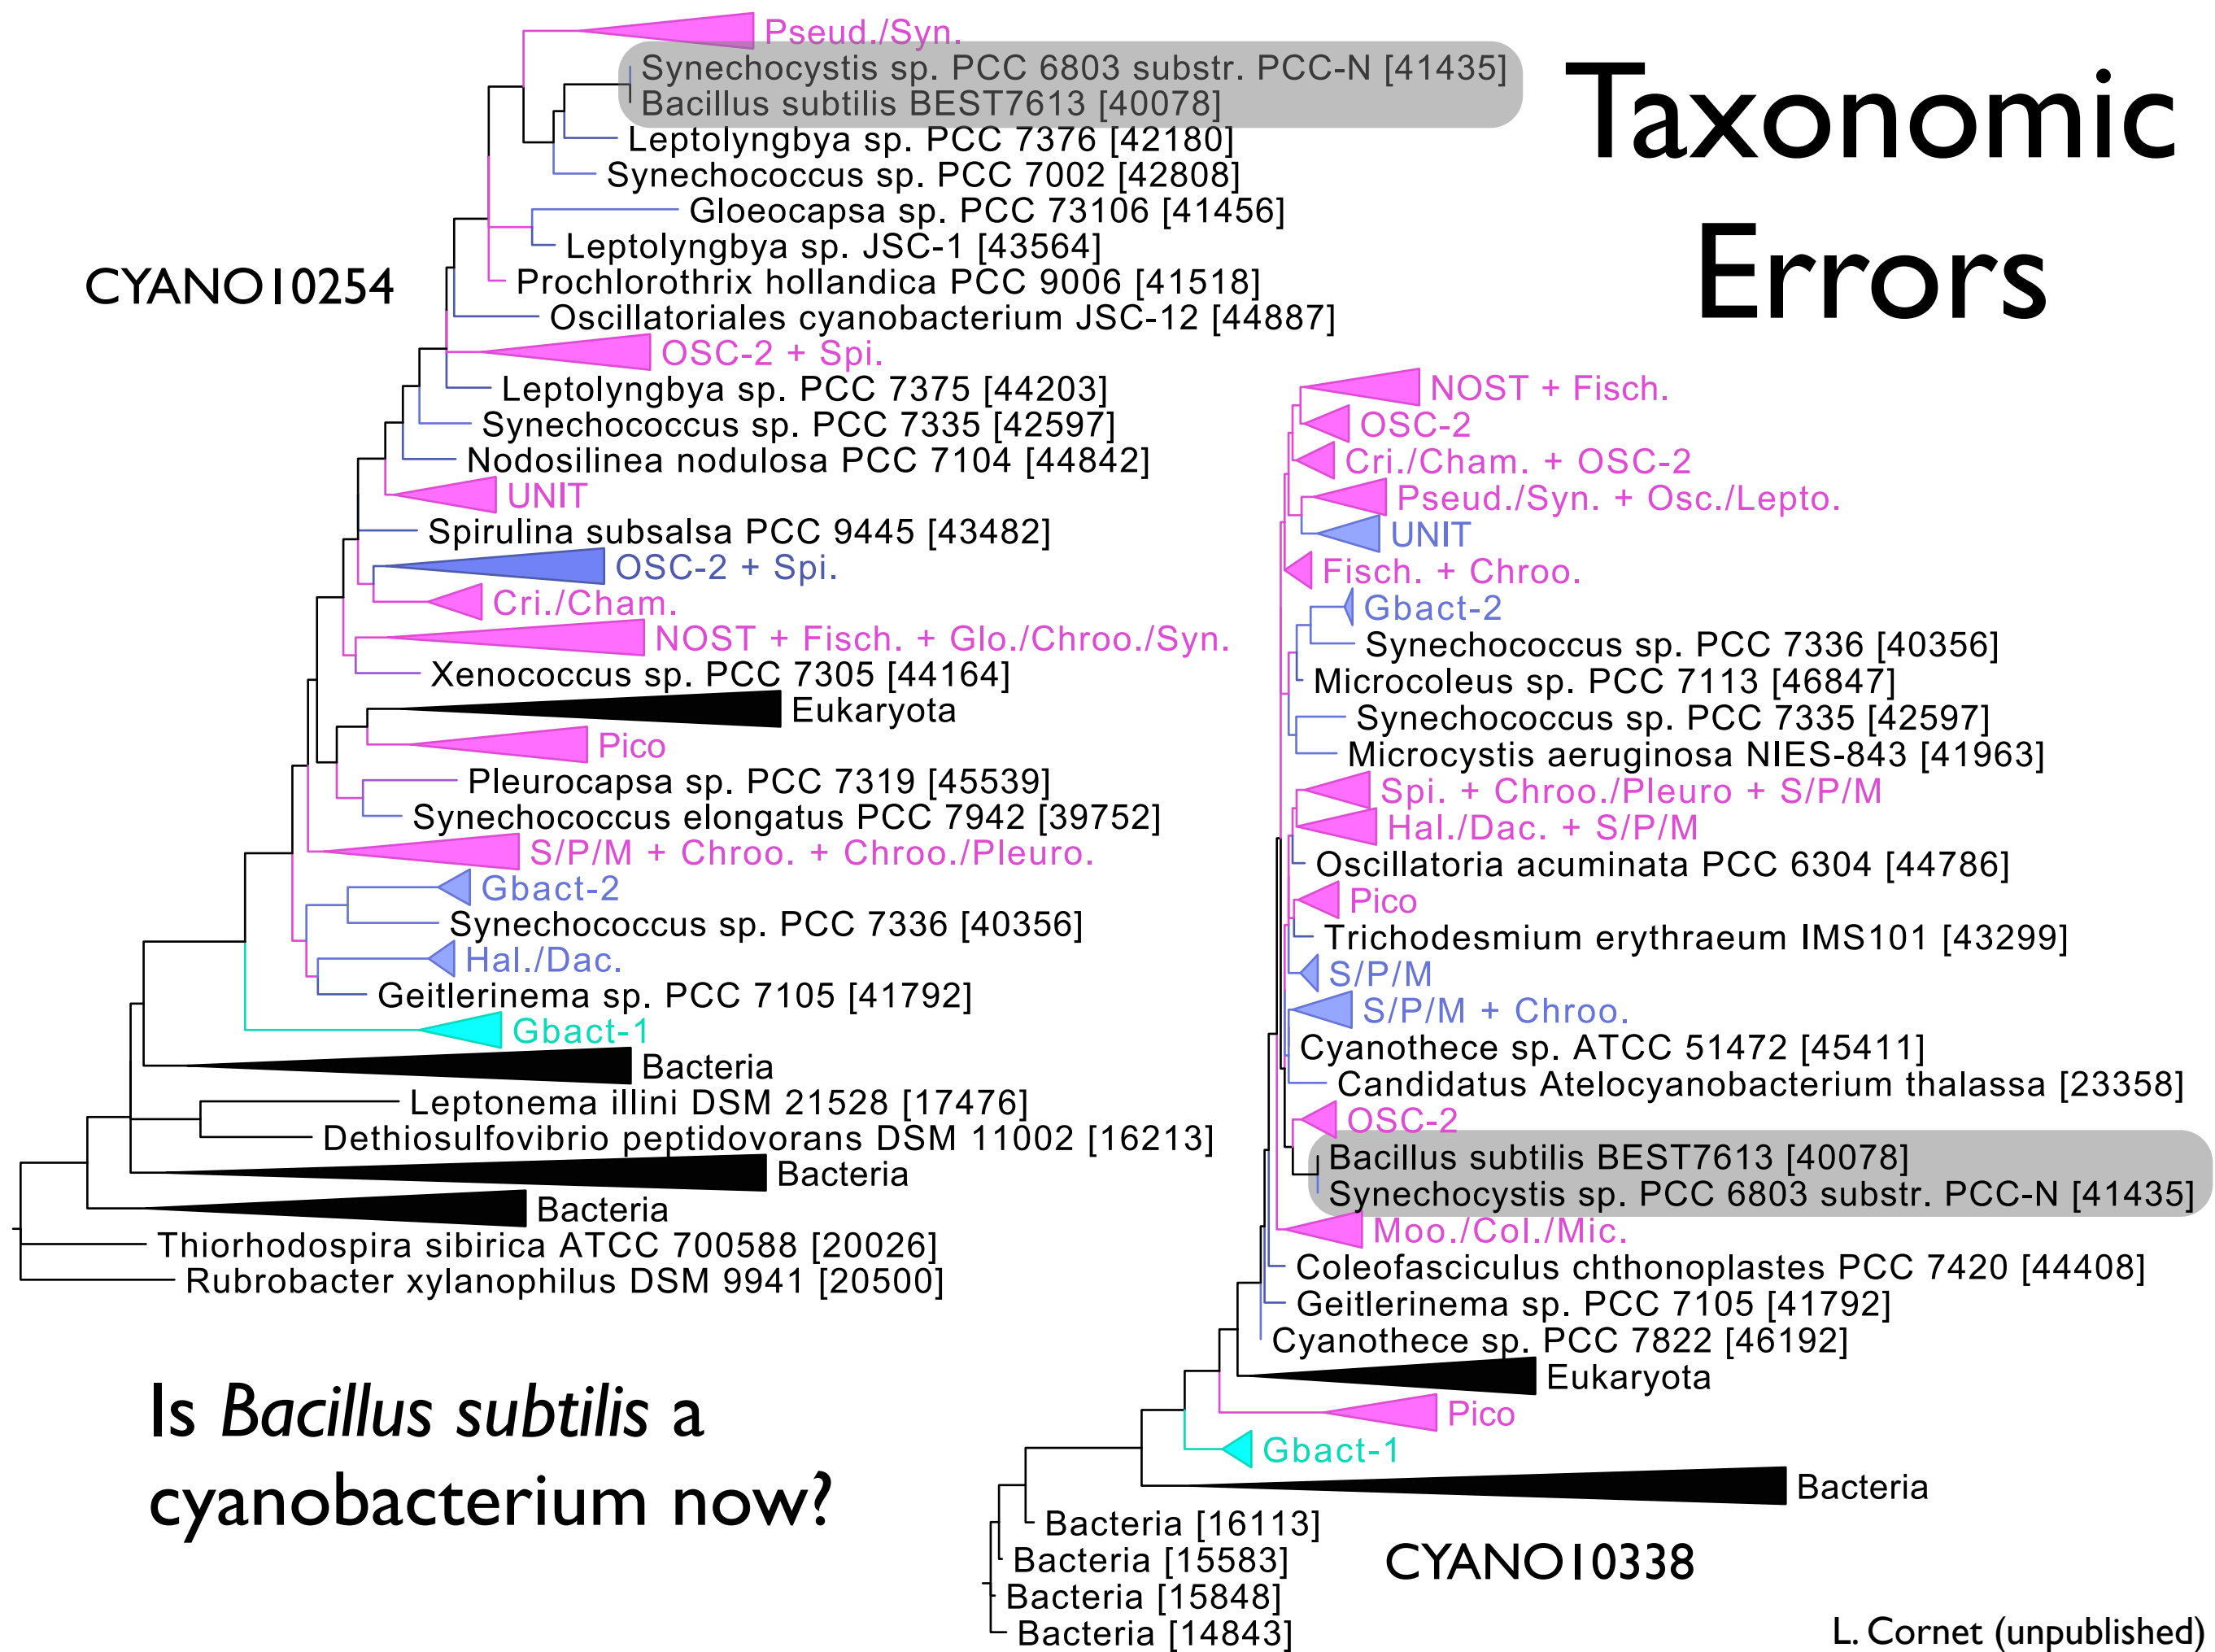 Taxonomic
Errors
Pseud./Syn.
Synechocystis sp. PCC 6803 substr. PCC-N [41435]
Bacillus subtilis BEST7613 [40078]
Leptolyngbya sp. PCC 7376 [42180]
Synechococcus sp. PCC 7002 [42808]
Gloeocapsa sp. PCC 73106 [41456]
Leptolyngbya sp. JSC-1 [43564]
CYANO10254
Prochlorothrix hollandica PCC 9006 [41518]
Oscillatoriales cyanobacterium JSC-12 [44887]
OSC-2 + Spi.
Leptolyngbya sp. PCC 7375 [44203]
Synechococcus sp. PCC 7335 [42597]
Nodosilinea nodulosa PCC 7104 [44842]
UNIT
Spirulina subsalsa PCC 9445 [43482]
OSC-2 + Spi.
Cri./Cham.
NOST + Fisch. + Glo./Chroo./Syn.
Xenococcus sp. PCC 7305 [44164]
Eukaryota
Pico
Pleurocapsa sp. PCC 7319 [45539]
Synechococcus elongatus PCC 7942 [39752]
S/P/M + Chroo. + Chroo./Pleuro.
Gbact-2
Synechococcus sp. PCC 7336 [40356]
Hal./Dac.
Geitlerinema sp. PCC 7105 [41792]
Gbact-1
Bacteria
Leptonema illini DSM 21528 [17476]
Dethiosulfovibrio peptidovorans DSM 11002 [16213]
Bacteria
Bacteria
Thiorhodospira sibirica ATCC 700588 [20026]
Rubrobacter xylanophilus DSM 9941 [20500]
Is Bacillus subtilis a
cyanobacterium now?
NOST + Fisch.
OSC-2
Cri./Cham. + OSC-2
Pseud./Syn. + Osc./Lepto.
UNIT
Fisch. + Chroo.
Gbact-2
Synechococcus sp. PCC 7336 [40356]
Microcoleus sp. PCC 7113 [46847]
Synechococcus sp. PCC 7335 [42597]
Microcystis aeruginosa NIES-843 [41963]
Spi. + Chroo./Pleuro + S/P/M
Hal./Dac. + S/P/M
Oscillatoria acuminata PCC 6304 [44786]
Pico
Trichodesmium erythraeum IMS101 [43299]
S/P/M
S/P/M + Chroo.
Cyanothece sp. ATCC 51472 [45411]
Candidatus Atelocyanobacterium thalassa [23358]
OSC-2
Bacillus subtilis BEST7613 [40078]
Synechocystis sp. PCC 6803 substr. PCC-N [41435]
Moo./Col./Mic.
Coleofasciculus chthonoplastes PCC 7420 [44408]
Geitlerinema sp. PCC 7105 [41792]
Cyanothece sp. PCC 7822 [46192]
Eukaryota
Pico
Gbact-1
Bacteria
Bacteria [16113]
Bacteria [15583]
Bacteria [15848]
Bacteria [14843]
CYANO10338
L. Cornet (unpublished)